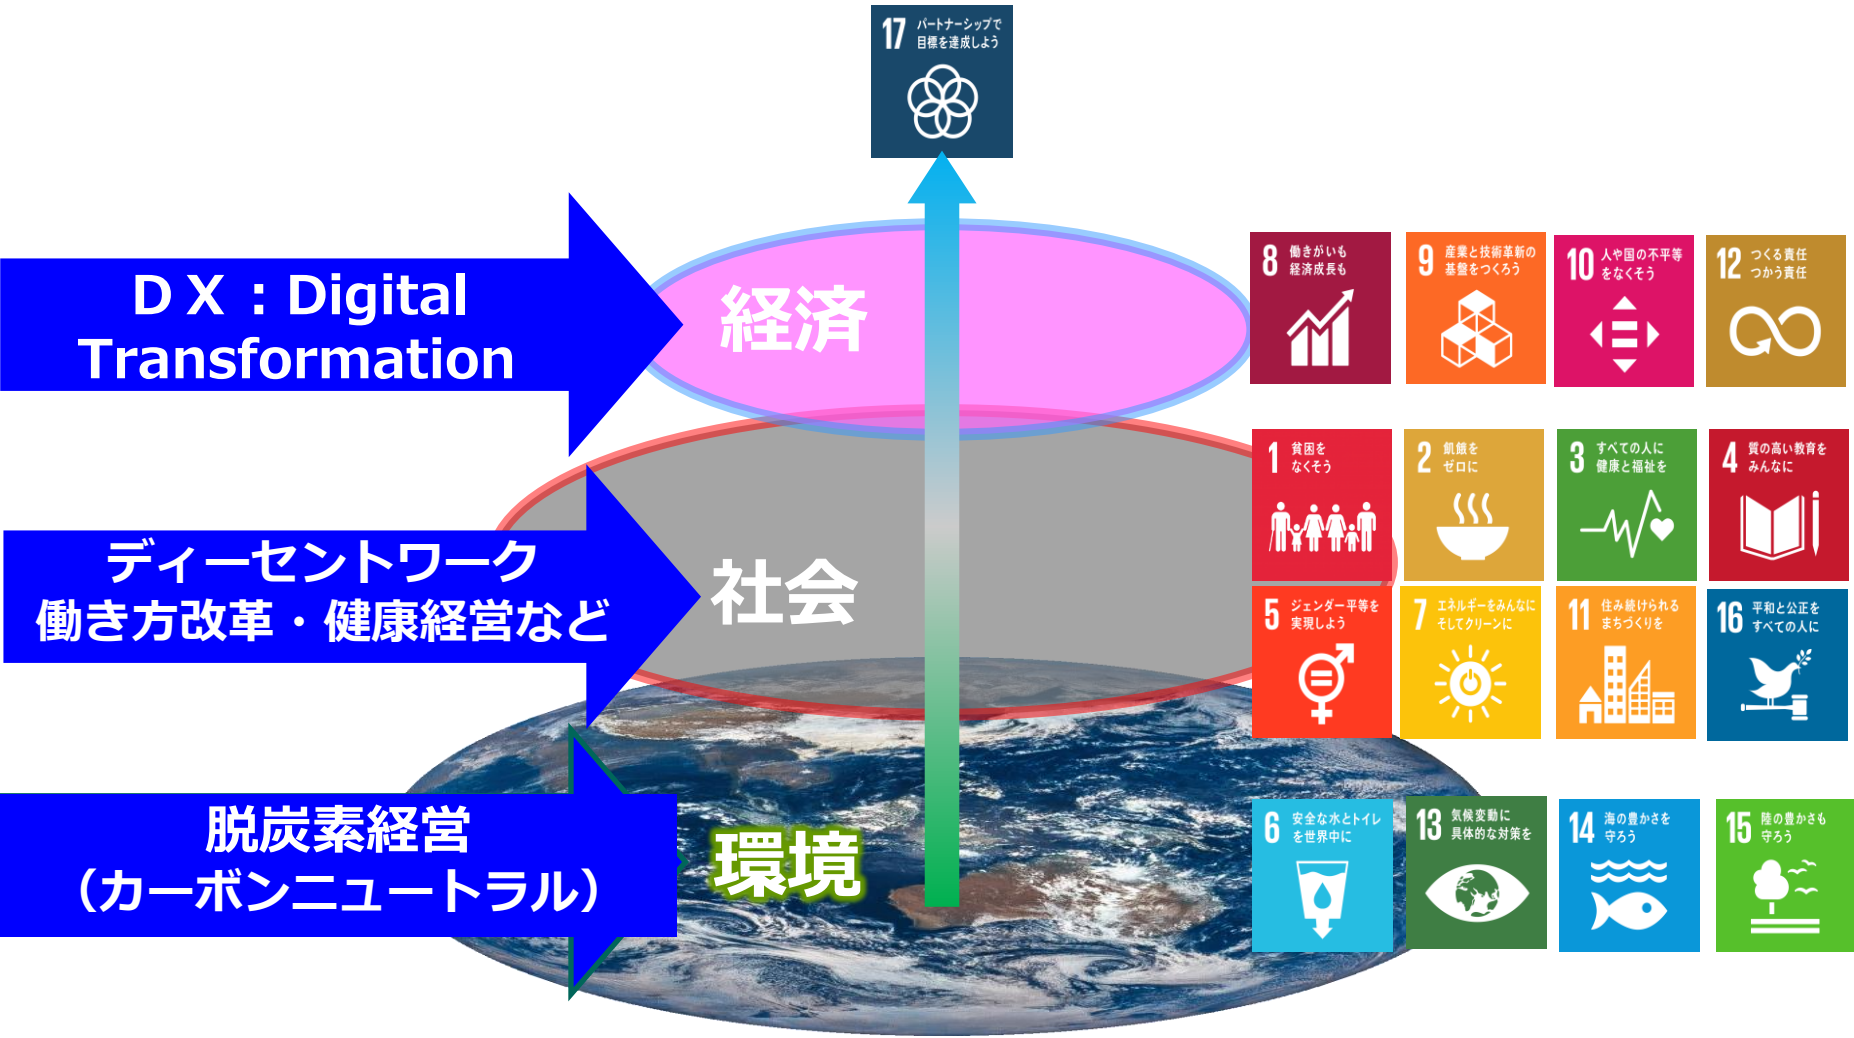 17 パートナーシップで
目標を達成しよう
ＤＸ：Digital
Transformation
経済
8 働きがいも
経済成長も
9 産業と技術革新の
基盤をつくろう
10 人や国の不平等
をなくそう
12 つくる責任
つかう責任
ディーセントワーク
働き方改革・健康経営など
社会
1 貧困を
なくそう
2 飢餓を
ゼロに
3 すべての人に
健康と福祉を
4 質の高い教育を
みんなに
5 ジェンダー平等を
実現しよう
7 エネルギーをみんなに
そしてクリーンに
11 住み続けられる
まちづくりを
16 平和と公正を
すべての人に
脱炭素経営
（カーボンニュートラル）
環境
6 安全な水とトイレ
を世界中に
13 気候変動に
具体的な対策を
14 海の豊かさを
守ろう
15 陸の豊かさも
守ろう